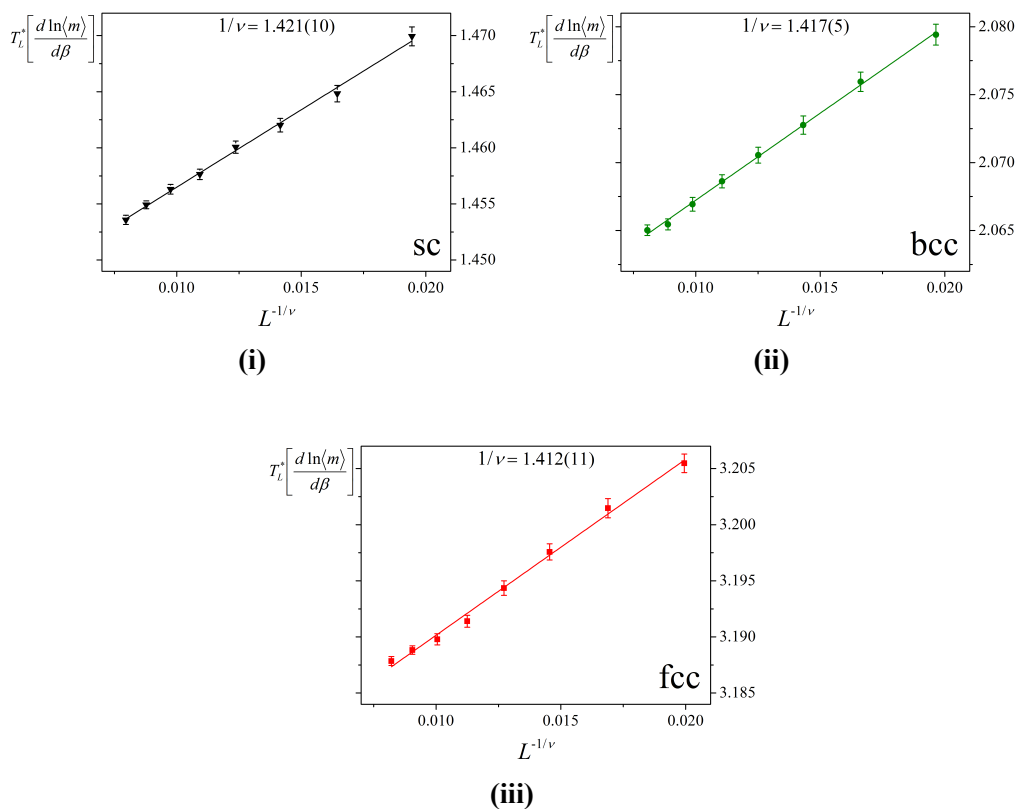 T*_L [d ln⟨m⟩ / dβ]
1/ν = 1.421(10)
1.470
1.465
1.460
1.455
1.450
sc
0.010 0.015 0.020
L^{-1/ν}
(i)
T*_L [d ln⟨m⟩ / dβ]
1/ν = 1.417(5)
2.080
2.075
2.070
2.065
bcc
0.010 0.015 0.020
L^{-1/ν}
(ii)
T*_L [d ln⟨m⟩ / dβ]
1/ν = 1.412(11)
3.205
3.200
3.195
3.190
3.185
fcc
0.010 0.015 0.020
L^{-1/ν}
(iii)